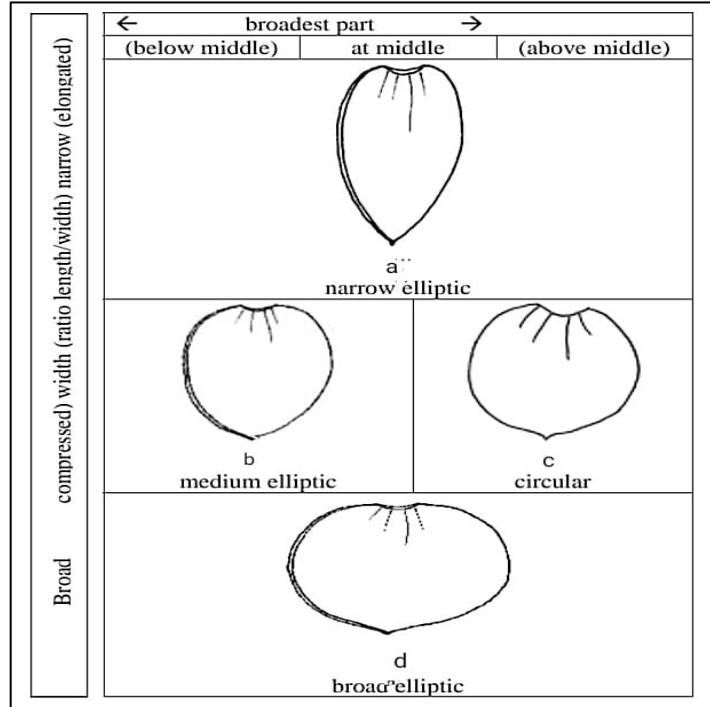 broadest part
(below middle) at middle (above middle)
compressed) width (ratio length/width) narrow (elongated)
Broad
a
narrow elliptic
b
medium elliptic
c
circular
d
broad elliptic